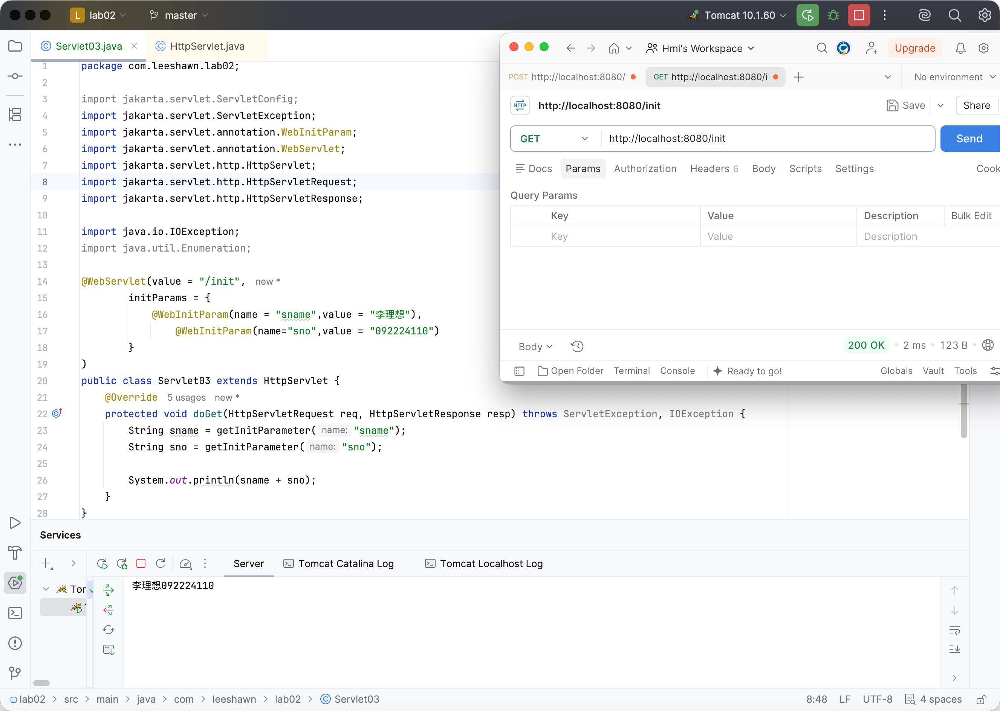 L lab02 master Tomcat 10.1.60
Servlet03.java HttpServlet.java
1 package com.leeshawn.lab02;
2
3 import jakarta.servlet.ServletConfig;
4 import jakarta.servlet.ServletException;
5 import jakarta.servlet.annotation.WebInitParam;
6 import jakarta.servlet.annotation.WebServlet;
7 import jakarta.servlet.http.HttpServlet;
8 import jakarta.servlet.http.HttpServletRequest;
9 import jakarta.servlet.http.HttpServletResponse;
10
11 import java.io.IOException;
12 import java.util.Enumeration;
13
14 @WebServlet(value = "/init", new *
15 initParams = {
16 @WebInitParam(name = "sname",value = "李理想"),
17 @WebInitParam(name="sno",value = "092224110")
18 }
19 )
20 public class Servlet03 extends HttpServlet {
21 @Override 5 usages new *
22 protected void doGet(HttpServletRequest req, HttpServletResponse resp) throws ServletException, IOException {
23 String sname = getInitParameter( name: "sname");
24 String sno = getInitParameter( name: "sno");
25
26 System.out.println(sname + sno);
27 }
28 }
Hmi's Workspace Upgrade
POST http://localhost:8080/ GET http://localhost:8080/i No environment
HTTP http://localhost:8080/init Save Share
GET http://localhost:8080/init Send
Docs Params Authorization Headers 6 Body Scripts Settings Cook
Query Params
Key Value Description Bulk Edit
Key Value Description
Body 200 OK • 2 ms • 123 B •
Open Folder Terminal Console Ready to go! Globals Vault Tools
Services
Server Tomcat Catalina Log Tomcat Localhost Log
Tor
李理想092224110
lab02 > src > main > java > com > leeshawn > lab02 > Servlet03 8:48 LF UTF-8 4 spaces